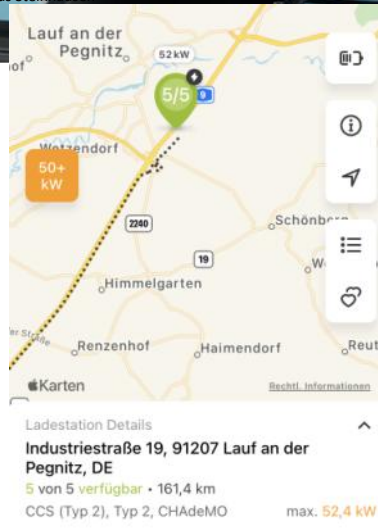 Lauf an der
Pegnitz
52 kW
5/5
9
Wetzendorf
50+
kW
2240
Schönberg
19
Himmelgarten
Renzenhof
Haimendorf
Reut
Karten
Rechtl. Informationen
Ladestation Details
Industriestraße 19, 91207 Lauf an der
Pegnitz, DE
5 von 5 verfügbar • 161,4 km
CCS (Typ 2), Typ 2, CHAdeMO max. 52,4 kW